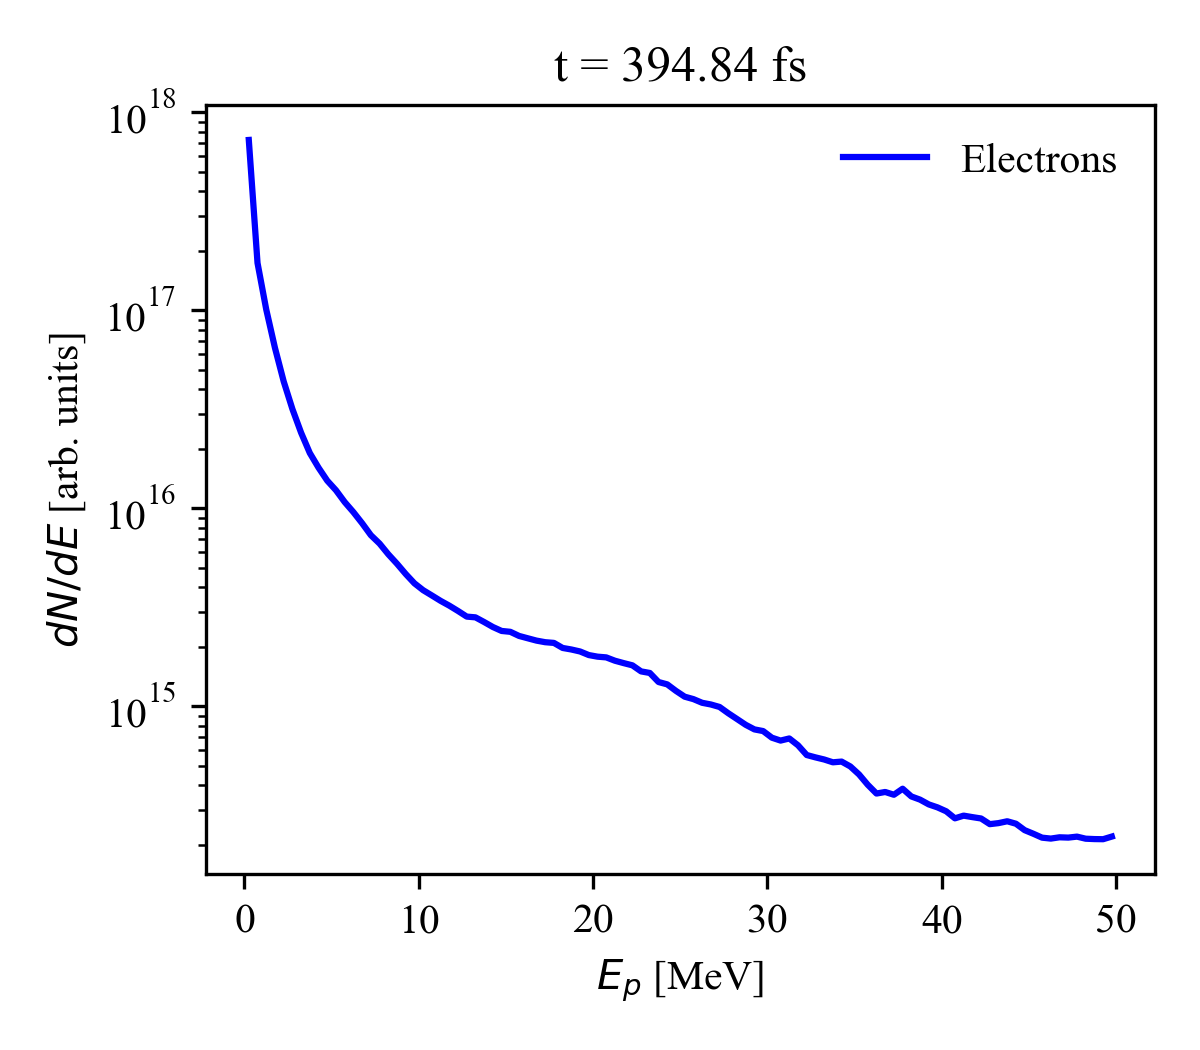 t = 394.84 fs
Electrons
10^18
10^17
10^16
10^15
dN/dE [arb. units]
0 10 20 30 40 50
E_p [MeV]